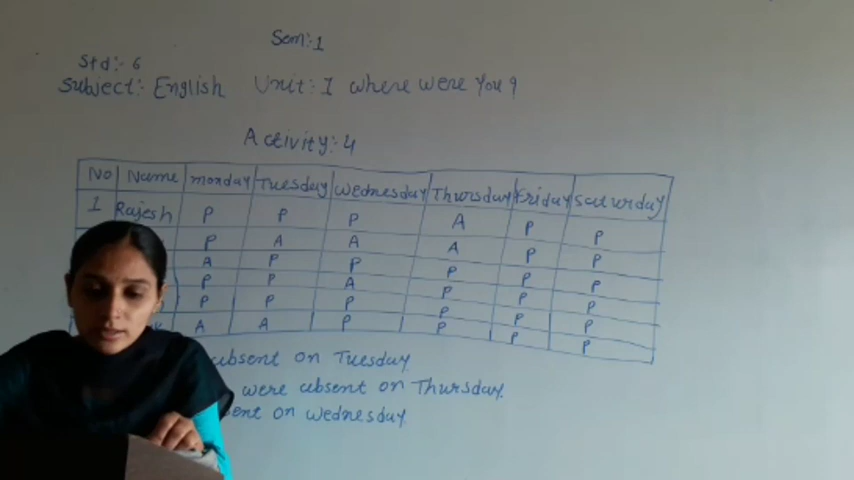 Sem:1
Std:- 6
Subject:- English Unit: I where were you ?
Activity:- 4
No Name monday Tuesday Wednesday Thursday Friday saturday
1 Rajesh P P P A P P
P A A A P P
A P P P P P
P P A P P P
P P P P P P
A A P P P P
absent on Tuesday
were absent on Thursday.
on wednesday.